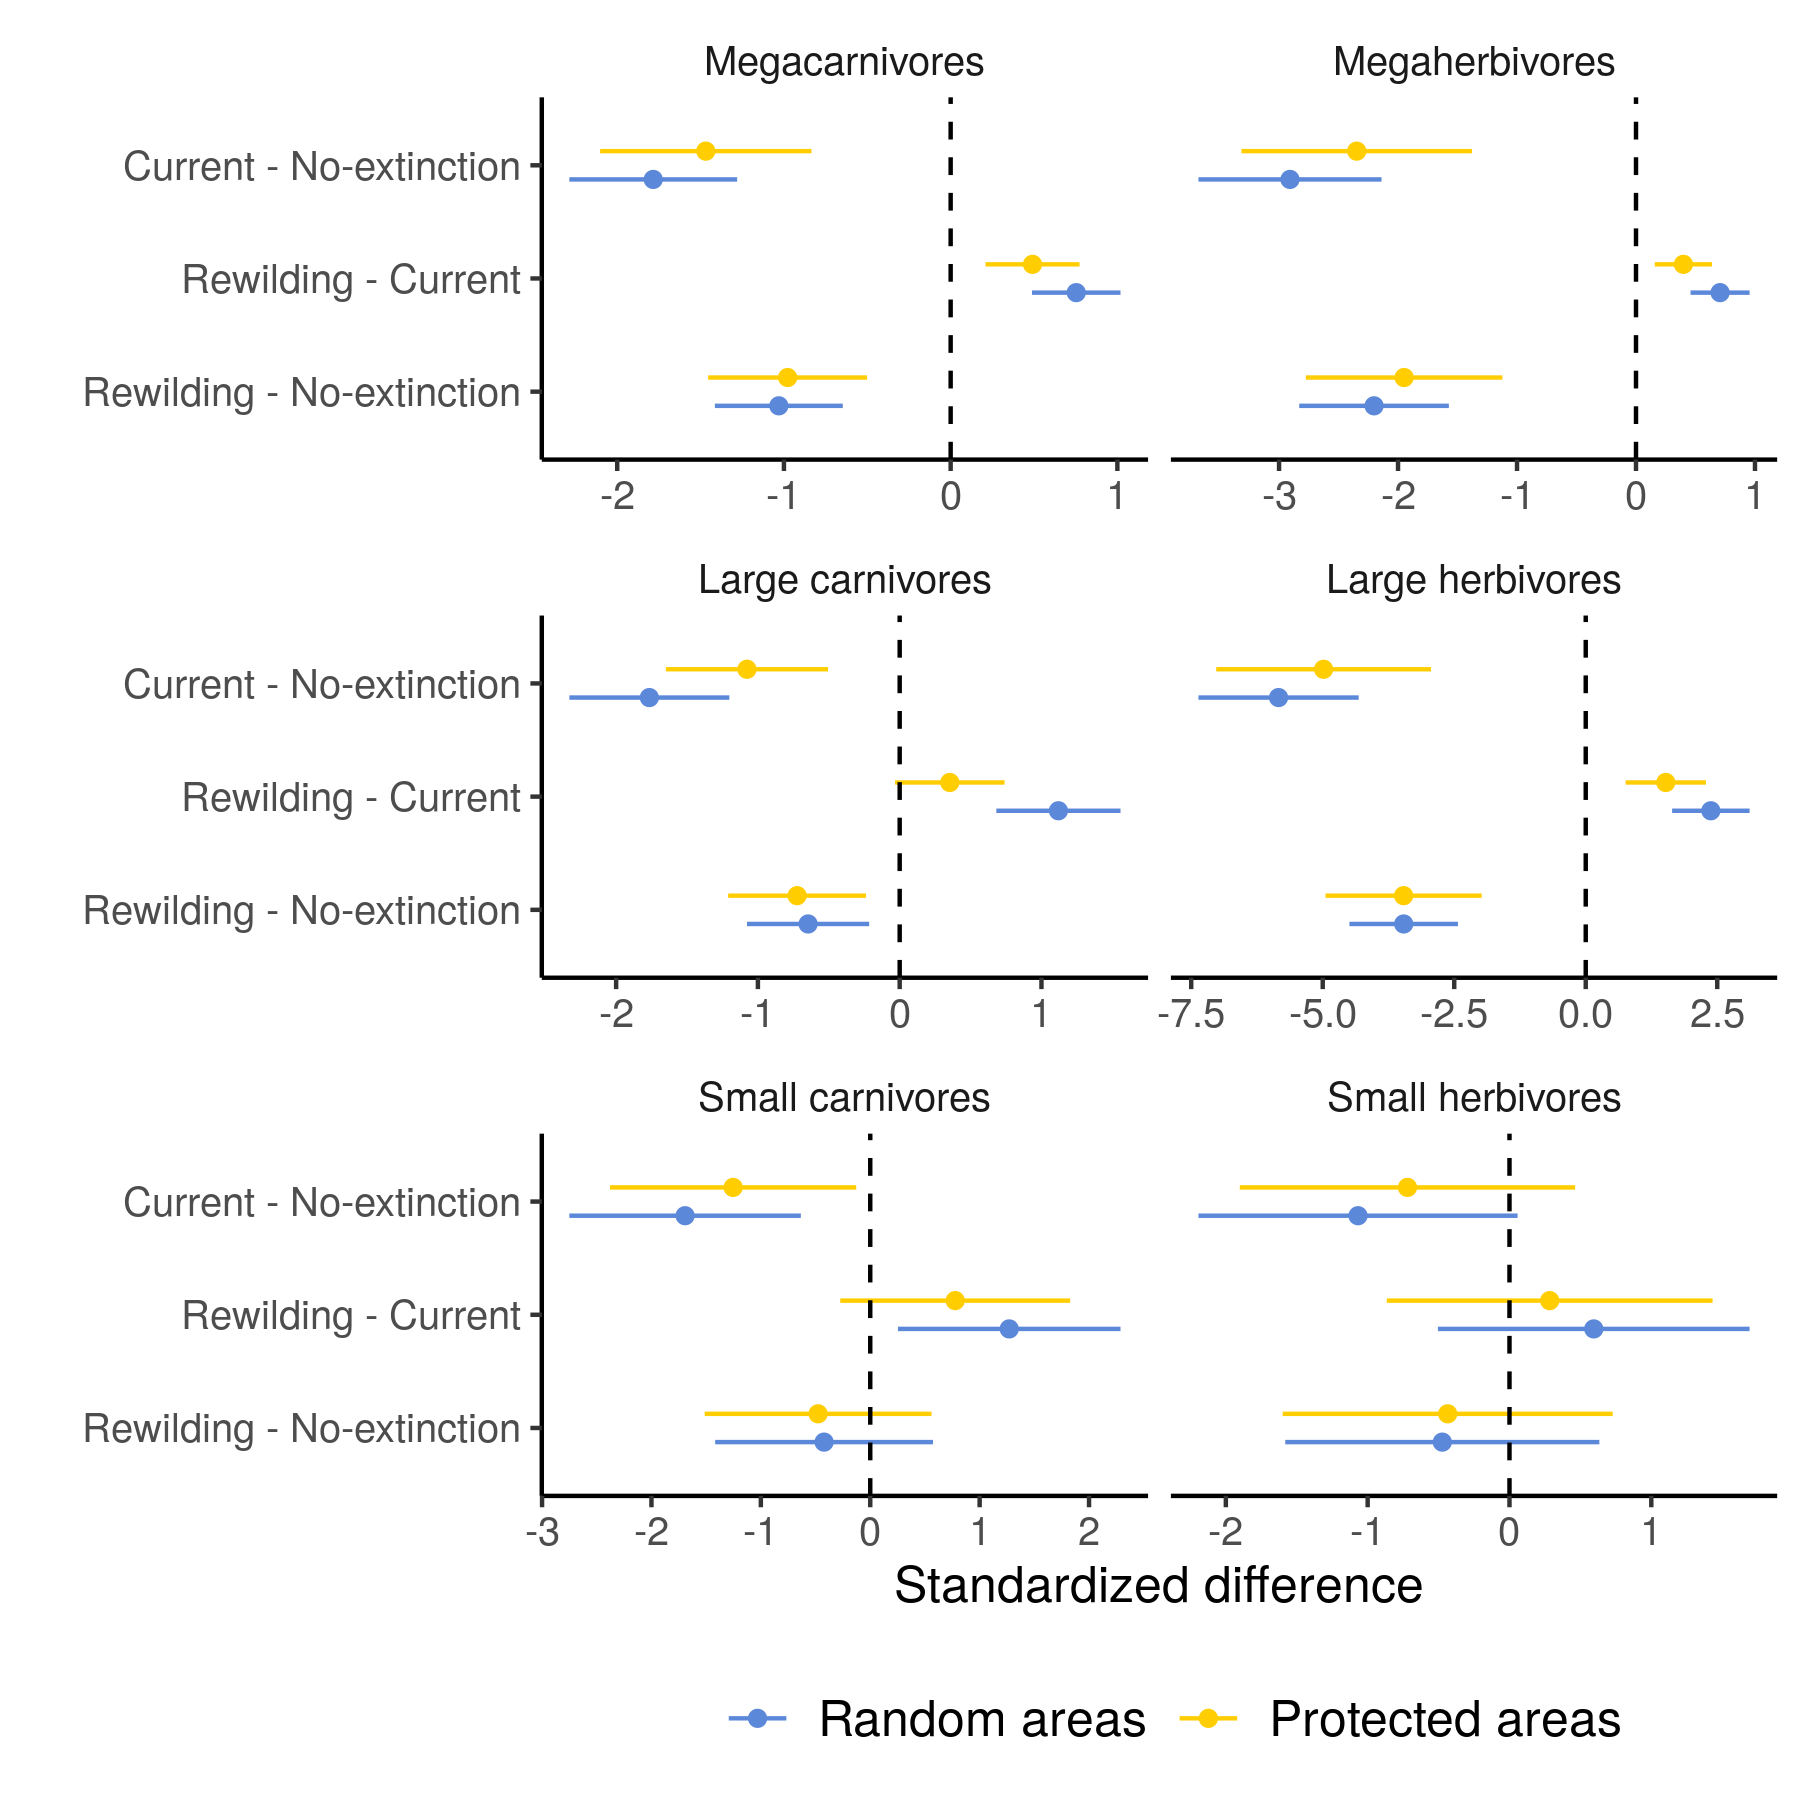 Megacarnivores Megaherbivores
Current - No-extinction
Rewilding - Current
Rewilding - No-extinction
-2 -1 0 1 -3 -2 -1 0 1
Large carnivores Large herbivores
Current - No-extinction
Rewilding - Current
Rewilding - No-extinction
-2 -1 0 1 -7.5 -5.0 -2.5 0.0 2.5
Small carnivores Small herbivores
Current - No-extinction
Rewilding - Current
Rewilding - No-extinction
-3 -2 -1 0 1 2 -2 -1 0 1
Standardized difference
Random areas Protected areas